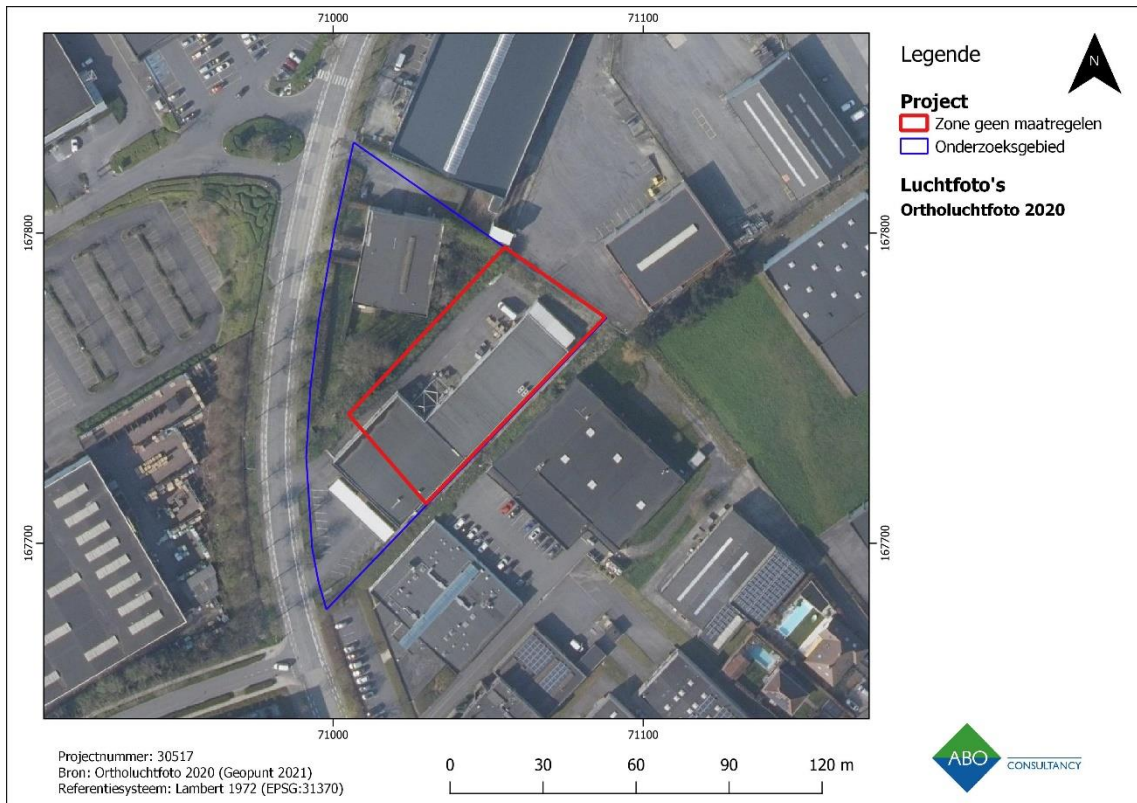 71000
71100
167800
167700
167800
167700
71000
71100
Legende
N
Project
Zone geen maatregelen
Onderzoeksgebied
Luchtfoto's
Ortholuchtfoto 2020
Projectnummer: 30517
Bron: Ortholuchtfoto 2020 (Geopunt 2021)
Referentiesysteem: Lambert 1972 (EPSG:31370)
0 30 60 90 120 m
ABO CONSULTANCY